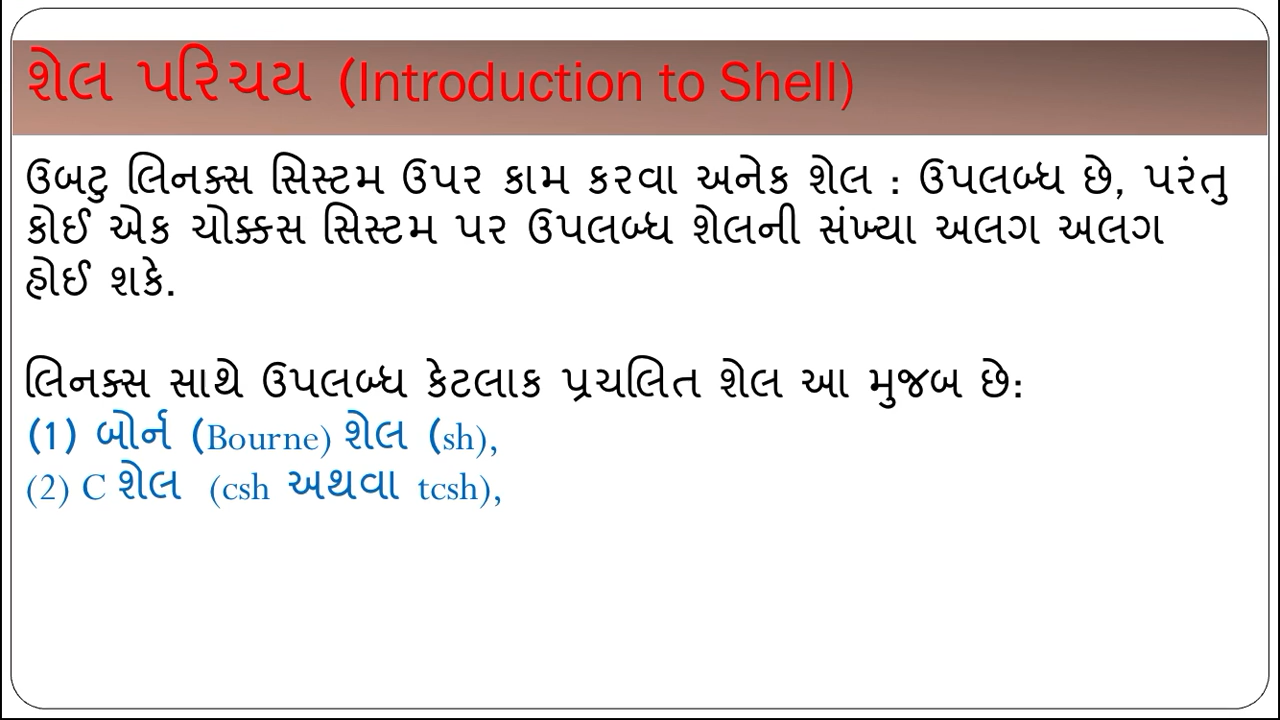 શેલ પરિચય (Introduction to Shell)
ઉબટુ લિનક્સ સિસ્ટમ ઉપર કામ કરવા અનેક શેલ : ઉપલબ્ધ છે, પરંતુ
કોઈ એક ચોક્કસ સિસ્ટમ પર ઉપલબ્ધ શેલની સંખ્યા અલગ અલગ
હોઈ શકે.
લિનક્સ સાથે ઉપલબ્ધ કેટલાક પ્રચલિત શેલ આ મુજબ છે:
(1) બોર્ન (Bourne) શેલ (sh),
(2) C શેલ (csh અથવા tcsh),